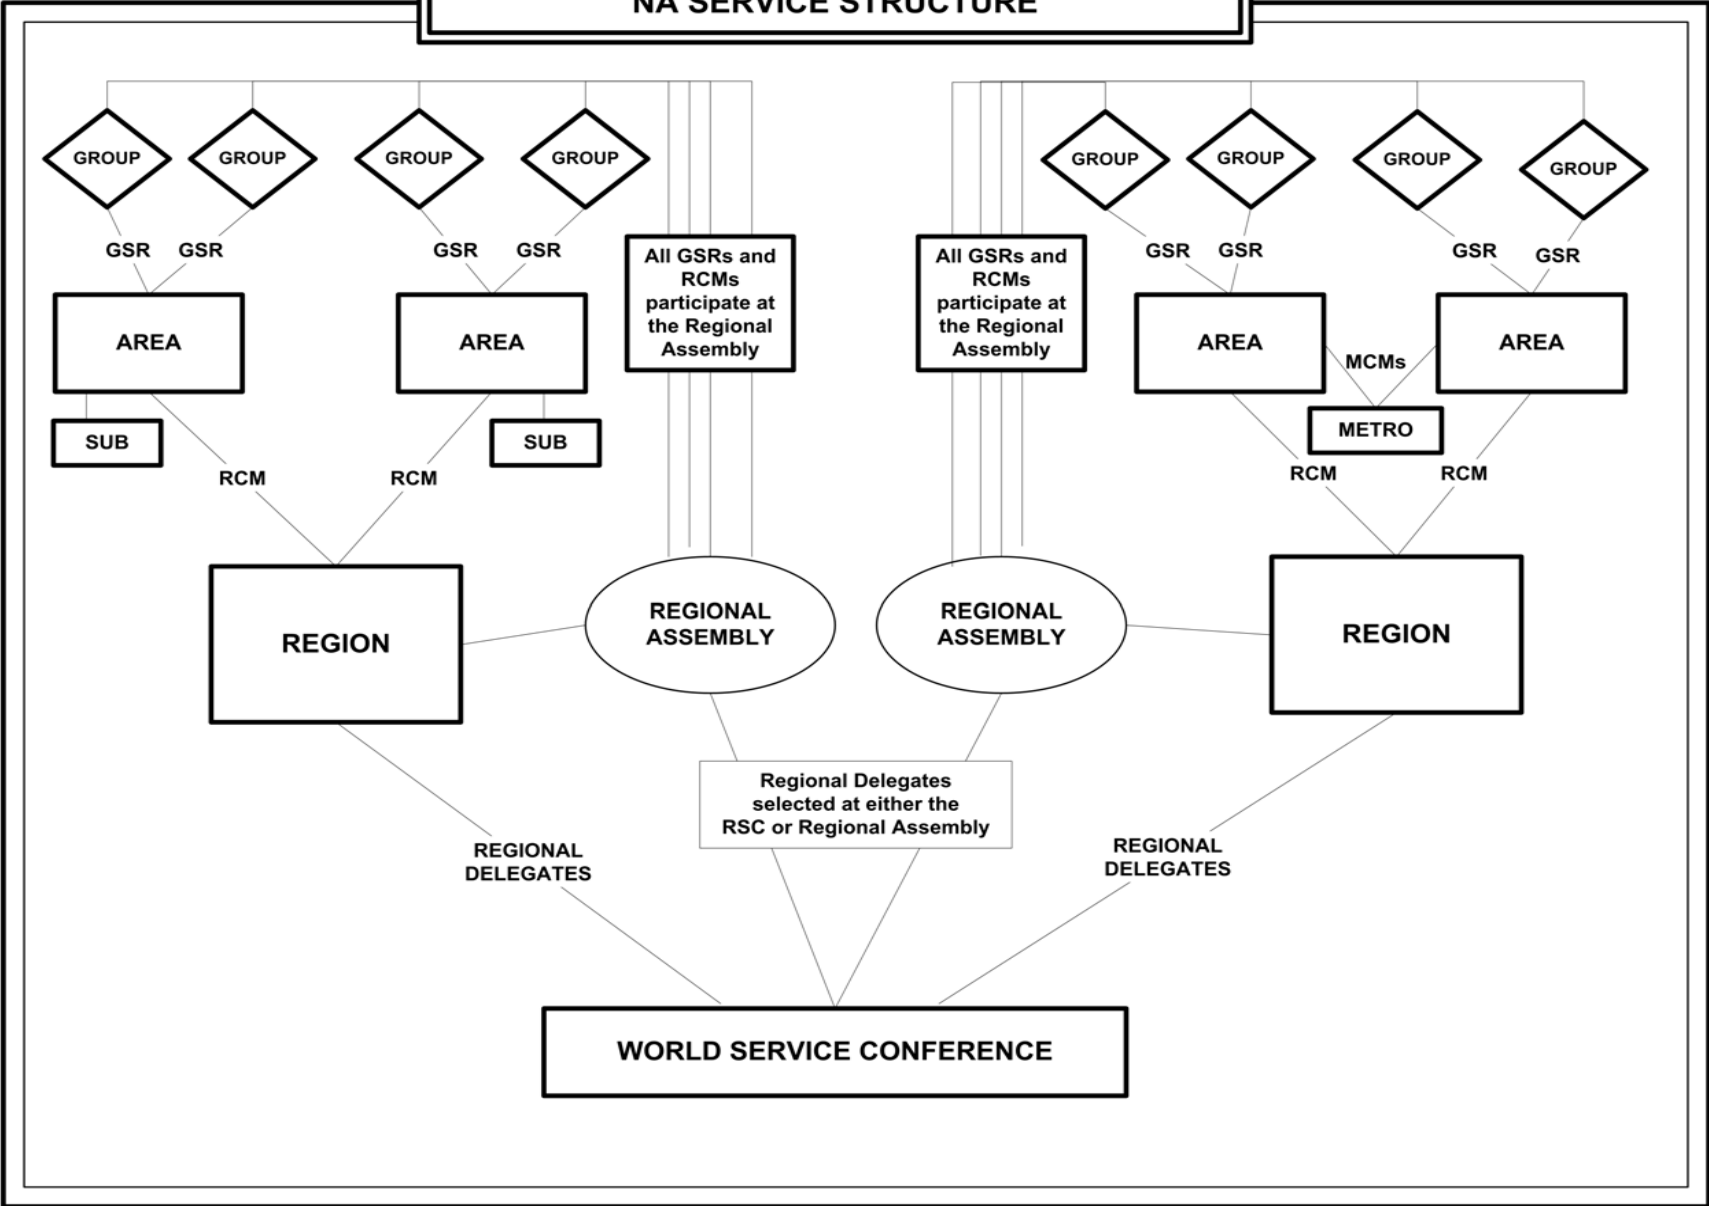 NA SERVICE STRUCTURE
GROUP
GROUP
GROUP
GROUP
GROUP
GROUP
GROUP
GROUP
GSR
GSR
GSR
GSR
GSR
GSR
GSR
GSR
All GSRs and
RCMs
participate at
the Regional
Assembly
All GSRs and
RCMs
participate at
the Regional
Assembly
AREA
AREA
AREA
MCMs
AREA
SUB
SUB
METRO
RCM
RCM
RCM
RCM
REGION
REGIONAL
ASSEMBLY
REGIONAL
ASSEMBLY
REGION
Regional Delegates
selected at either the
RSC or Regional Assembly
REGIONAL
DELEGATES
REGIONAL
DELEGATES
WORLD SERVICE CONFERENCE